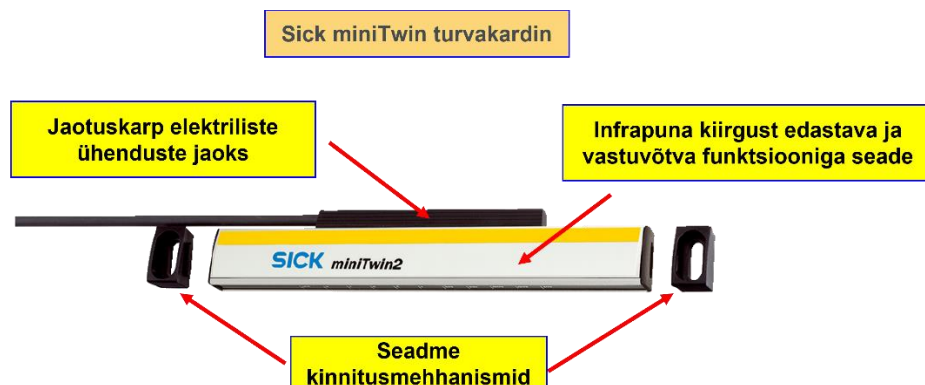 Sick miniTwin turvakardin
Jaotuskarp elektriliste
ühenduste jaoks
Infrapuna kiirgust edastava ja
vastuvõtva funktsiooniga seade
SICK miniTwin2
Seadme
kinnitusmehhanismid